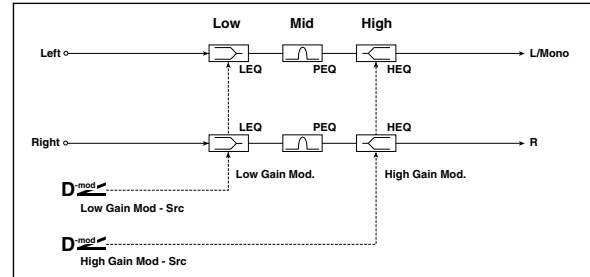 Low Mid High
Left L/Mono
LEQ PEQ HEQ
LEQ PEQ HEQ
Right R
Low Gain Mod. High Gain Mod.
D-mod
Low Gain Mod - Src
D-mod
High Gain Mod - Src